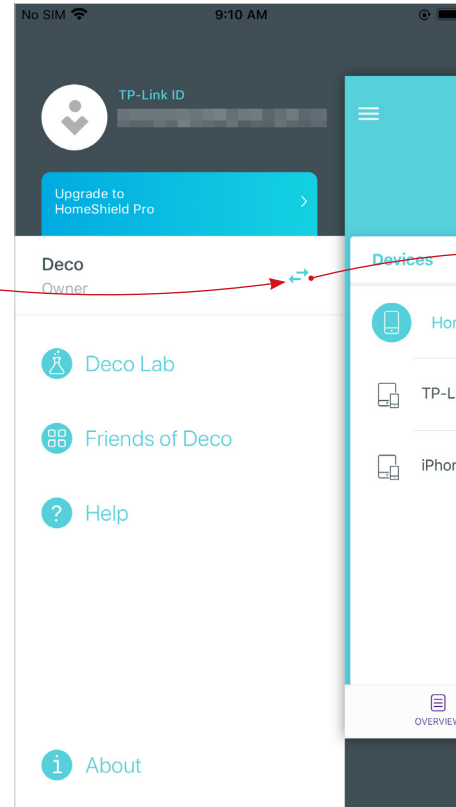 No SIM
9:10 AM
TP-Link ID
Upgrade to
HomeShield Pro
Deco
Owner
Devices
Deco Lab
TP-L
Friends of Deco
Help
OVERVIEW
About